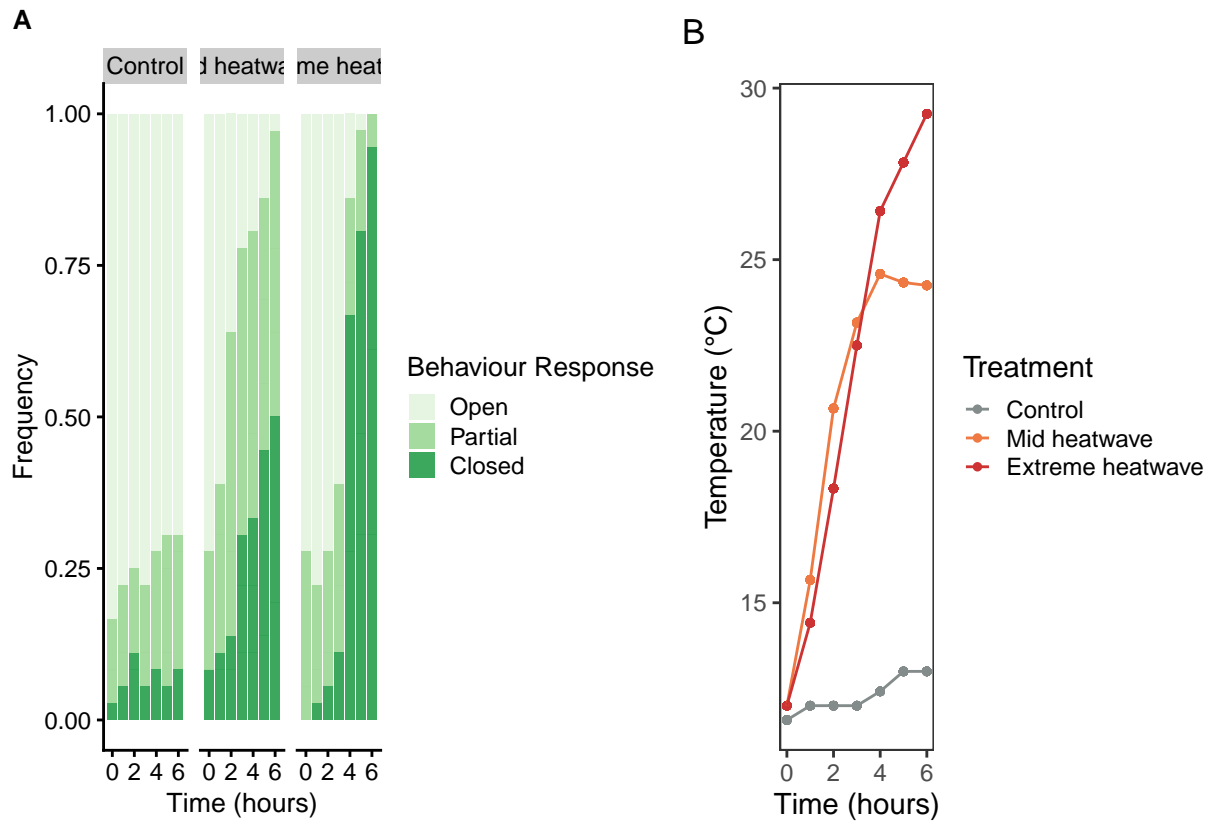 A
Control
d heatwa
me heat
1.00
0.75
0.50
0.25
0.00
Frequency
0 2 4 6
0 2 4 6
0 2 4 6
Time (hours)
Behaviour Response
Open
Partial
Closed
B
30
25
20
15
Temperature (°C)
0 2 4 6
Time (hours)
Treatment
Control
Mid heatwave
Extreme heatwave